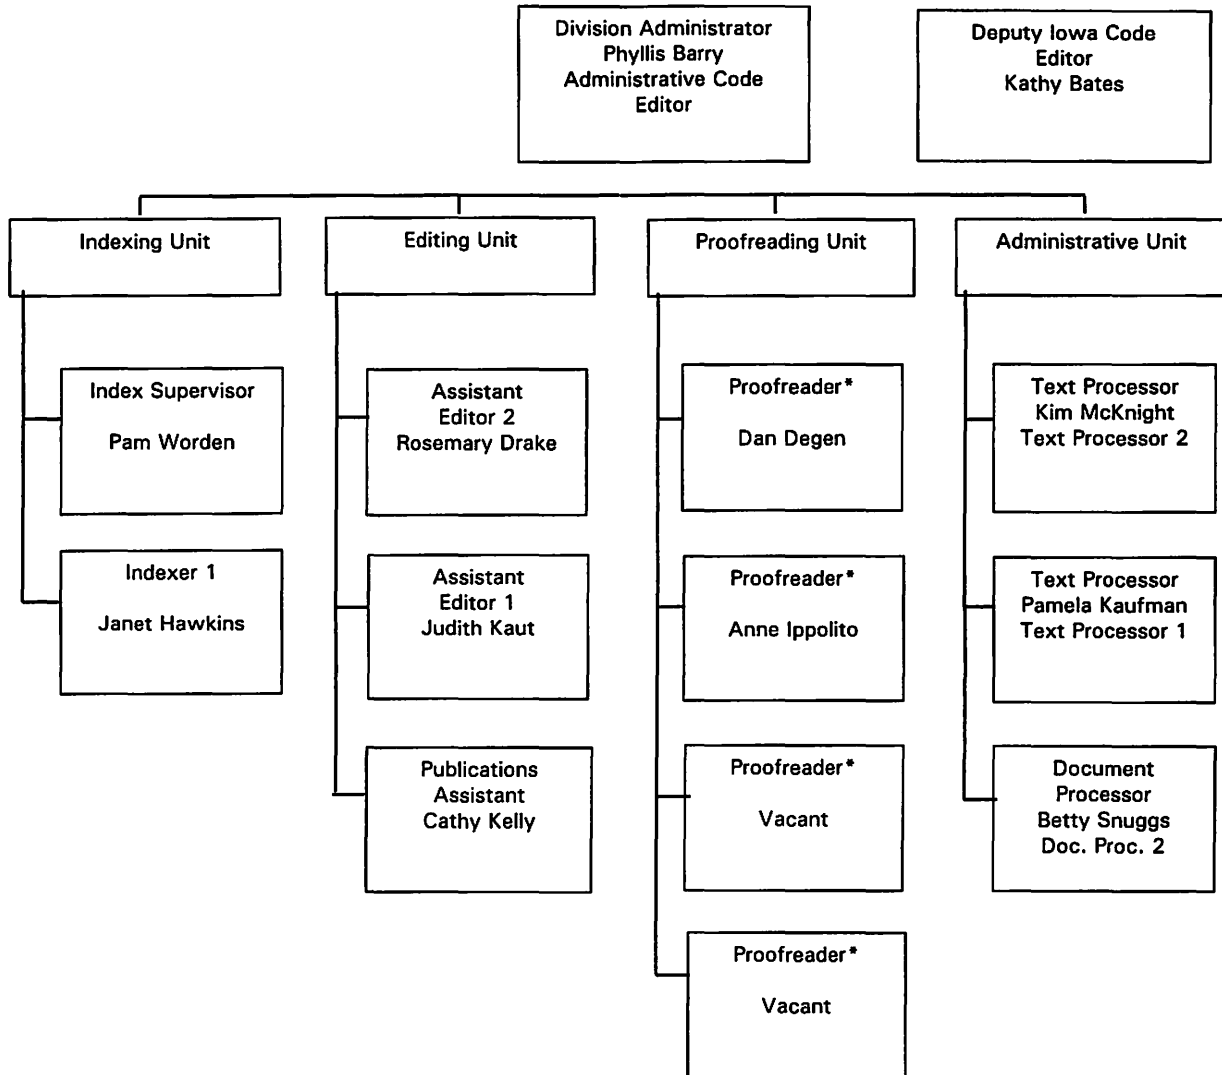 Division Administrator
Phyllis Barry
Administrative Code
Editor
Deputy Iowa Code
Editor
Kathy Bates
Indexing Unit
Editing Unit
Proofreading Unit
Administrative Unit
Index Supervisor
Pam Worden
Indexer 1
Janet Hawkins
Assistant
Editor 2
Rosemary Drake
Assistant
Editor 1
Judith Kaut
Publications
Assistant
Cathy Kelly
Proofreader*
Dan Degen
Proofreader*
Anne Ippolito
Proofreader*
Vacant
Proofreader*
Vacant
Text Processor
Kim McKnight
Text Processor 2
Text Processor
Pamela Kaufman
Text Processor 1
Document
Processor
Betty Snuggs
Doc. Proc. 2